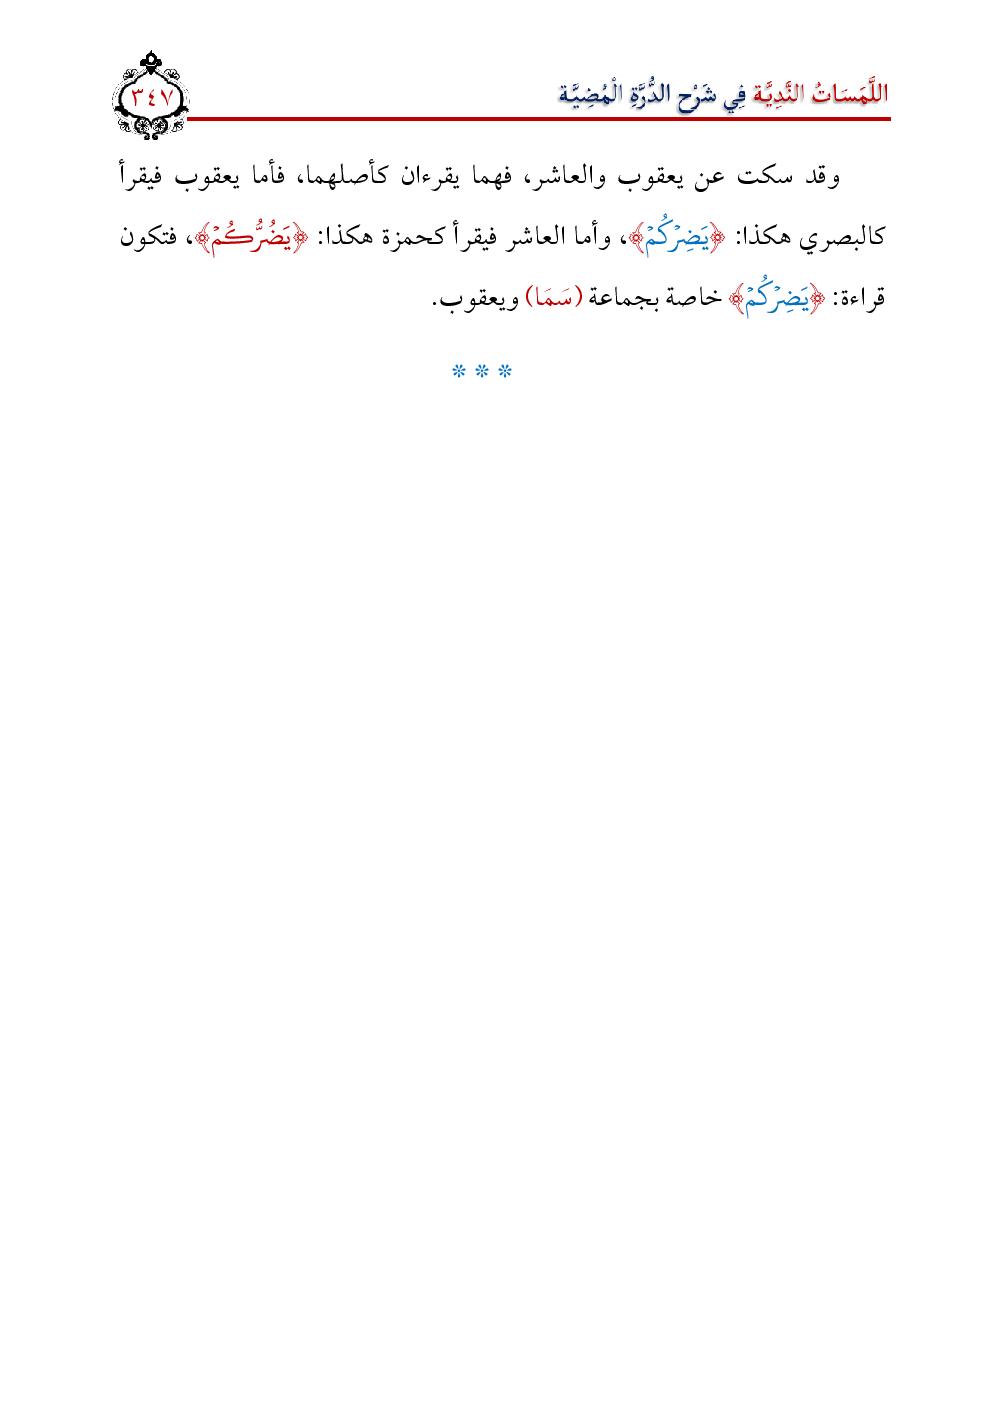 اللَّمَسَاتُ النَّدِيَّة فِي شَرْحِ الدُّرَّةِ الْمُضِيَّة
٣٤٧
وقد سكت عن يعقوب والعاشر، فهما يقرءان كأصلهما، فأما يعقوب فيقرأ
كالبصري هكذا: ﴿يَضِرْكُمْ﴾، وأما العاشر فيقرأ كحمزة هكذا: ﴿يَضُرُّكُمْ﴾، فتكون
قراءة: ﴿يَضِرْكُمْ﴾ خاصة بجماعة (سَمَا) ويعقوب.
* * *